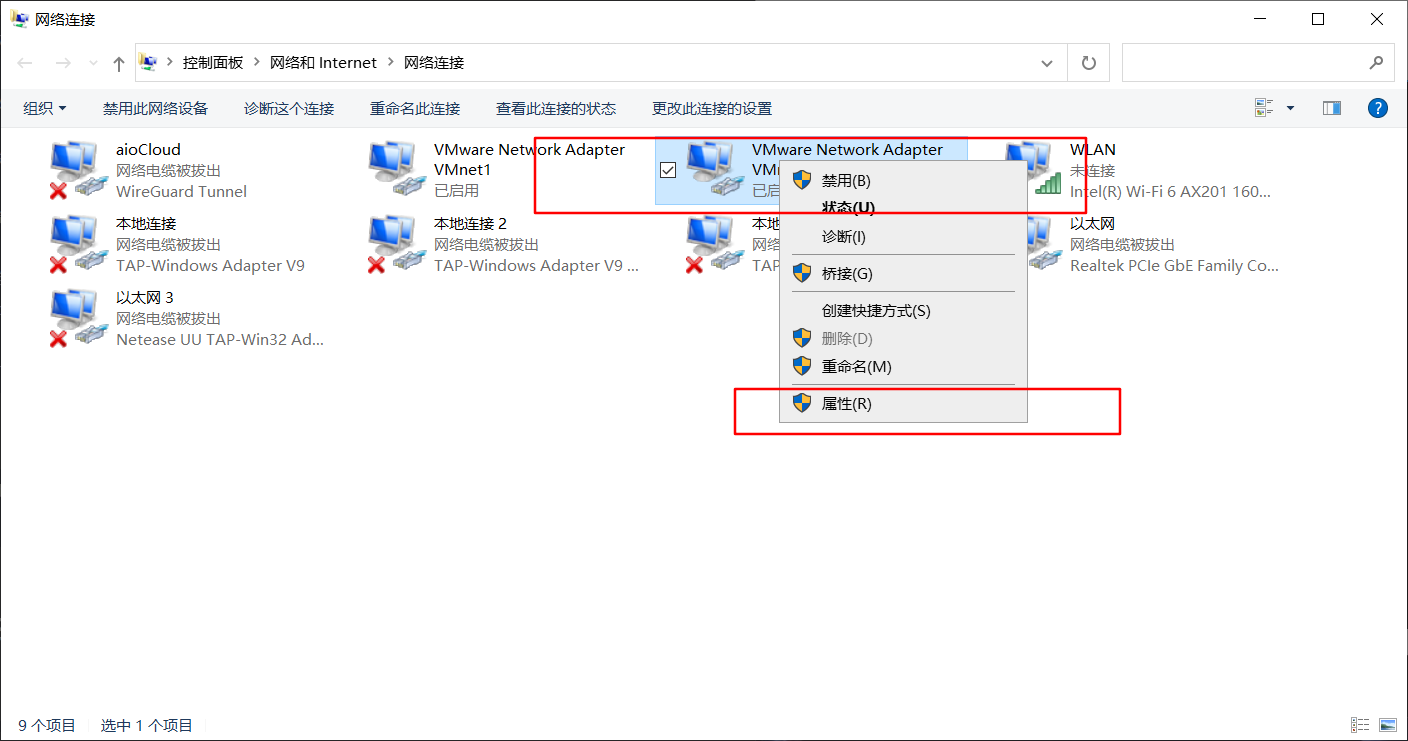 网络连接
控制面板 网络和 Internet 网络连接
组织 禁用此网络设备 诊断这个连接 重命名此连接 查看此连接的状态 更改此连接的设置
aioCloud
网络电缆被拔出
WireGuard Tunnel
VMware Network Adapter
VMnet1
已启用
VMware Network Adapter
已启
WLAN
未连接
Intel(R) Wi-Fi 6 AX201 160...
禁用(B)
状态(U)
诊断(I)
桥接(G)
创建快捷方式(S)
删除(D)
重命名(M)
属性(R)
本地连接
网络电缆被拔出
TAP-Windows Adapter V9
本地连接 2
网络电缆被拔出
TAP-Windows Adapter V9 ...
本地
网络
TAP
以太网
网络电缆被拔出
Realtek PCIe GbE Family Co...
以太网 3
网络电缆被拔出
Netease UU TAP-Win32 Ad...
9 个项目 选中 1 个项目